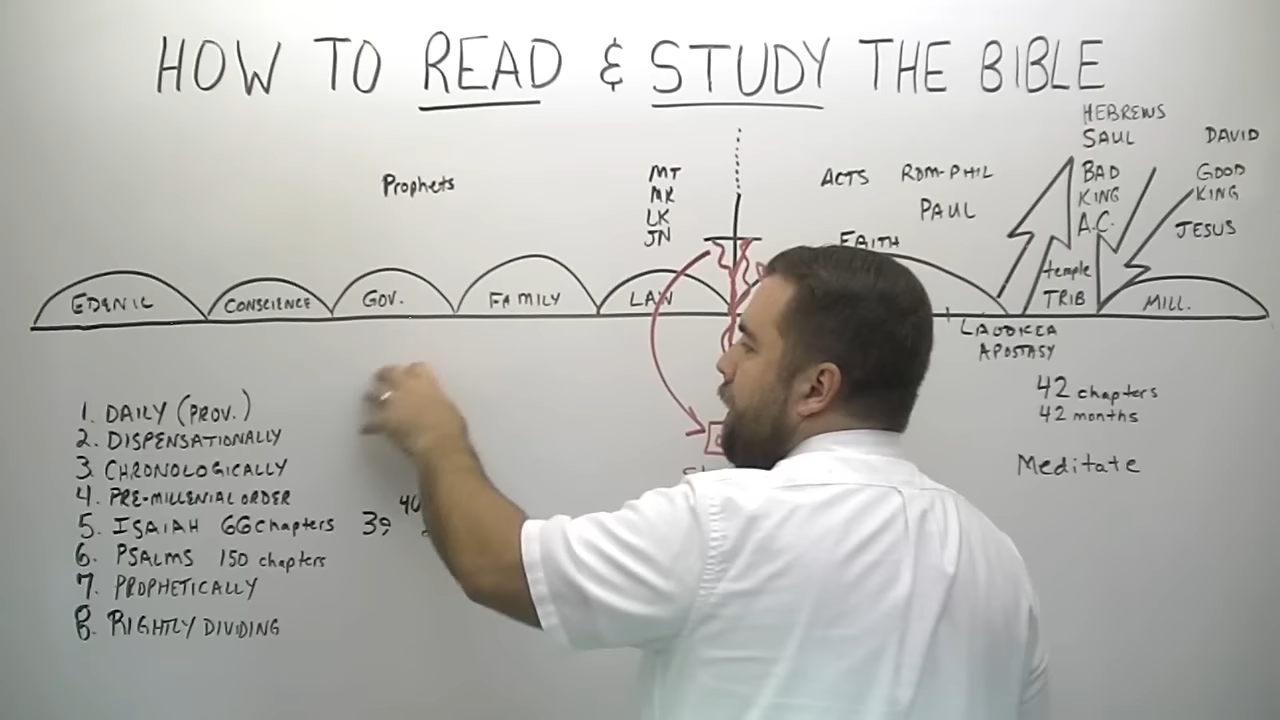 HOW TO READ & STUDY THE BIBLE
HEBREWS
SAUL
DAVID
Prophets
MT
MK
LK
JN
ACTS
ROM-PHIL
PAUL
BAD
KING
A.C.
GOOD
KING
JESUS
FAITH
EDENIC
CONSCIENCE
GOV.
FAMILY
LAW
temple
TRIB
MILL.
LAODICEA
APOSTASY
42 chapters
42 months
Meditate
1. DAILY (PROV.)
2. DISPENSATIONALLY
3. CHRONOLOGICALLY
4. PRE-MILLENIAL ORDER
5. ISAIAH 66 chapters 39
6. PSALMS 150 chapters
7. PROPHETICALLY
8. RIGHTLY DIVIDING